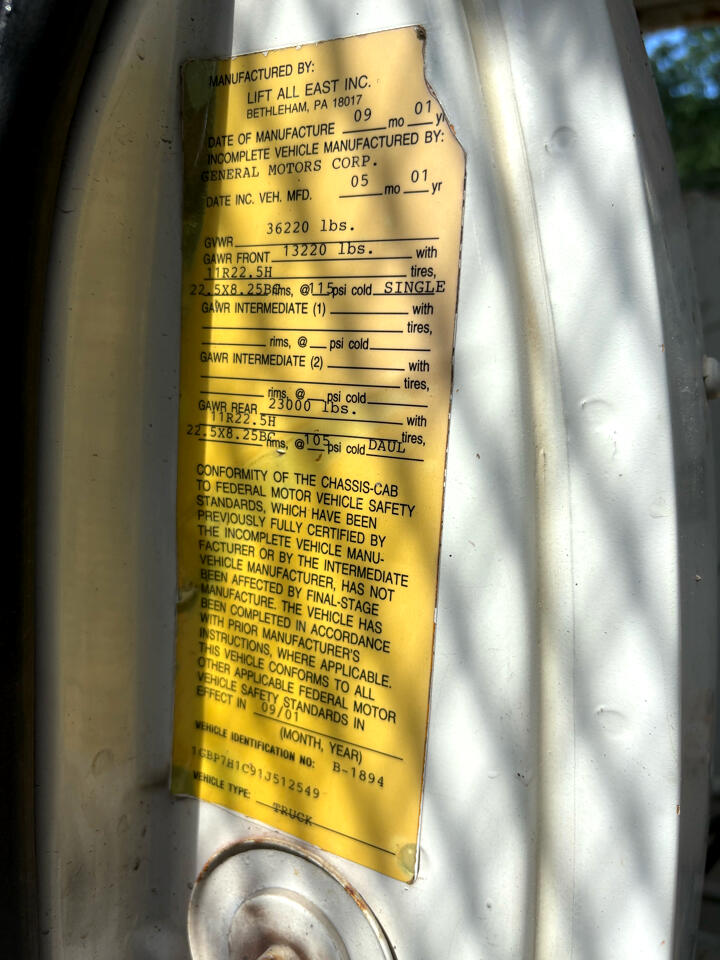 MANUFACTURED BY:
LIFT ALL EAST INC.
BETHLEHAM, PA 18017
DATE OF MANUFACTURE 09 mo 01 yr
INCOMPLETE VEHICLE MANUFACTURED BY:
GENERAL MOTORS CORP.
DATE INC. VEH. MFD. 05 mo 01 yr
GVWR 36220 lbs.
GAWR FRONT 13220 lbs. with
11R22.5H tires,
22.5X8.25BC rims, @ 115 psi cold SINGLE
GAWR INTERMEDIATE (1) with
tires,
rims, @ psi cold
GAWR INTERMEDIATE (2) with
tires,
rims, @ psi cold
GAWR REAR 23000 lbs. with
11R22.5H tires,
22.5X8.25BC rims, @ 105 psi cold DAUL
CONFORMITY OF THE CHASSIS-CAB
TO FEDERAL MOTOR VEHICLE SAFETY
STANDARDS, WHICH HAVE BEEN
PREVJOUSLY FULLY CERTIFIED BY
THE INCOMPLETE VEHICLE MANU-
FACTURER OR BY THE INTERMEDIATE
VEHICLE MANUFACTURER, HAS NOT
BEEN AFFECTED BY FINAL-STAGE
MANUFACTURE. THE VEHICLE HAS
BEEN COMPLETED IN ACCORDANCE
WITH PRIOR MANUFACTURER'S
INSTRUCTIONS, WHERE APPLICABLE.
THIS VEHICLE CONFORMS TO ALL
OTHER APPLICABLE FEDERAL MOTOR
VEHICLE SAFETY STANDARDS IN
EFFECT IN 09/01
(MONTH, YEAR)
VEHICLE IDENTIFICATION NO: B-1894
1GBP7H1C91J512549
VEHICLE TYPE: TRUCK